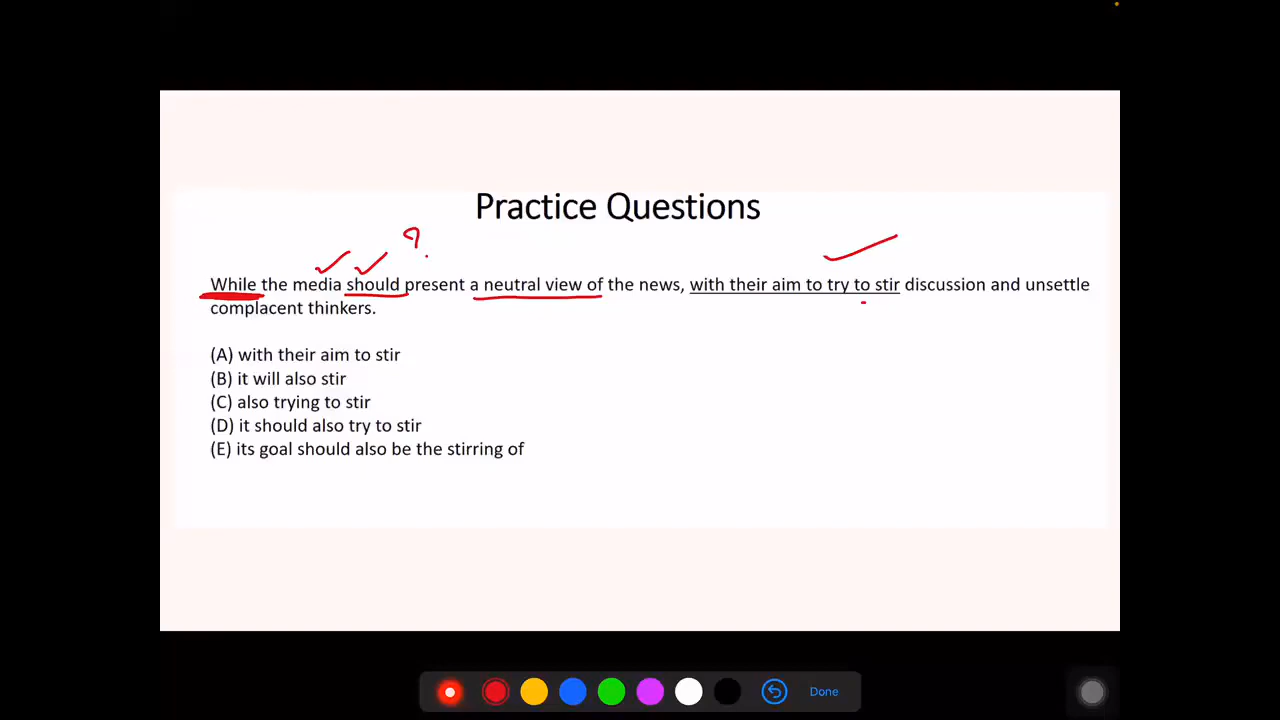 Practice Questions
?
While the media should present a neutral view of the news, with their aim to try to stir discussion and unsettle
complacent thinkers.
(A) with their aim to stir
(B) it will also stir
(C) also trying to stir
(D) it should also try to stir
(E) its goal should also be the stirring of
Done